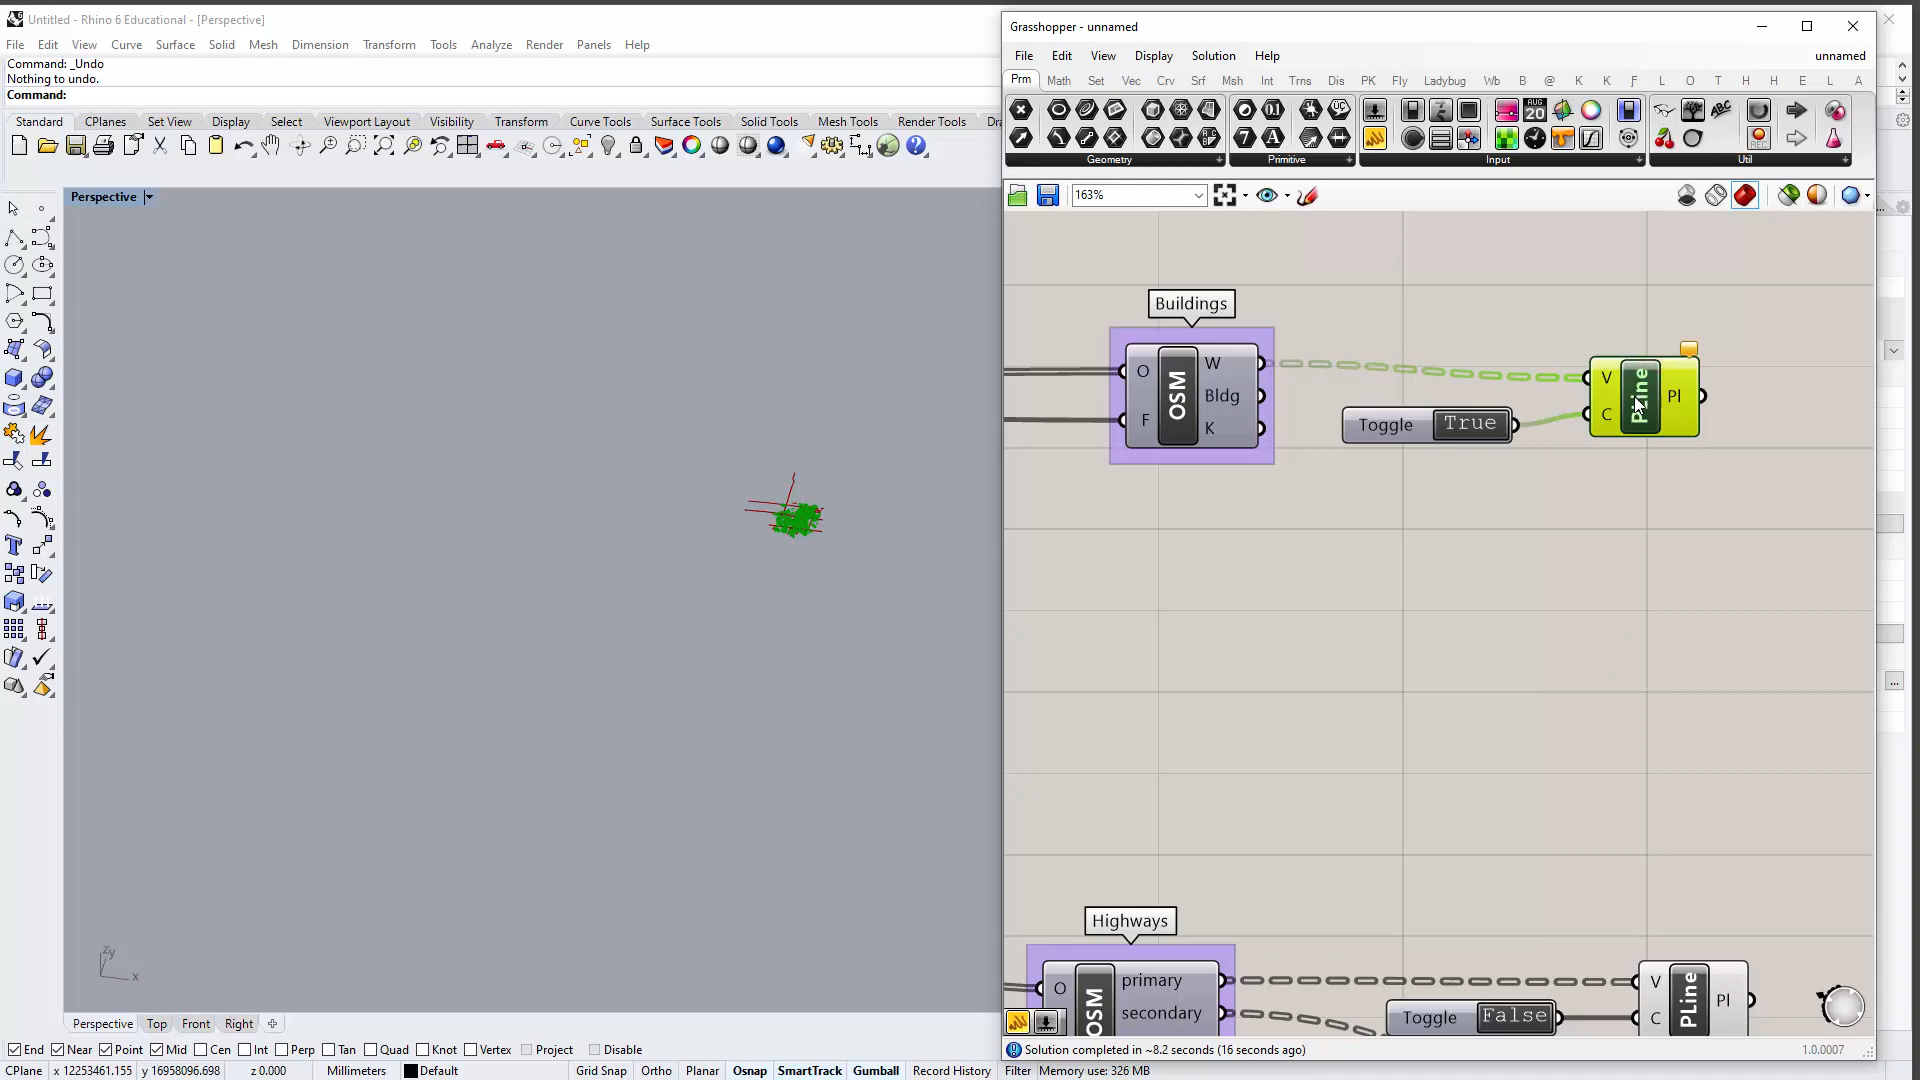 Untitled - Rhino 6 Educational - [Perspective]
File Edit View Curve Surface Solid Mesh Dimension Transform Tools Analyze Render Panels Help
Command: _Undo
Nothing to undo.
Command:
Standard CPlanes Set View Display Select Viewport Layout Visibility Transform Curve Tools Surface Tools Solid Tools Mesh Tools Render Tools Dra
Perspective
Grasshopper - unnamed
File Edit View Display Solution Help unnamed
Prm Math Set Vec Crv Srf Msh Int Trns Dis PK Fly Ladybug Wb B @ K K L O T H H E L A
Geometry Primitive Input Util
163%
Buildings
O F OSM W Bldg K
Toggle True
V C PLine Pl
Highways
O OSM primary secondary
Toggle False
V C PLine Pl
Solution completed in ~8.2 seconds (16 seconds ago) 1.0.0007
zy
x
Perspective Top Front Right
End Near Point Mid Cen Int Perp Tan Quad Knot Vertex Project Disable
CPlane x 12253461.155 y 16958096.698 z 0.000 Millimeters Default Grid Snap Ortho Planar Osnap SmartTrack Gumball Record History Filter Memory use: 326 MB